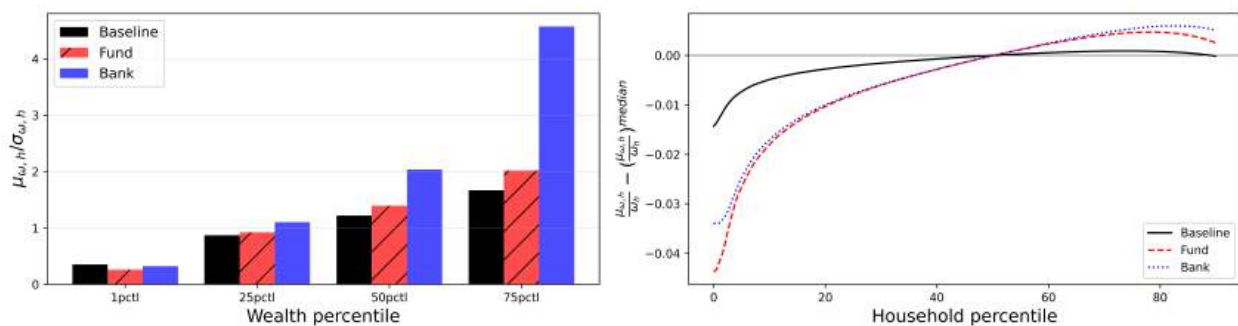 Baseline
Fund
Bank
μω,h/σω,h
4
3
2
1
0
1pctl 25pctl 50pctl 75pctl
Wealth percentile
0.00
−0.01
−0.02
−0.03
−0.04
μω,h/ωh − (μω,h/ωh)median
Baseline
Fund
Bank
0 20 40 60 80
Household percentile